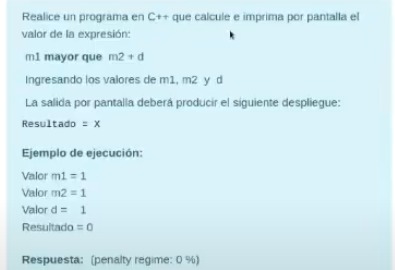 Realice un programa en C++ que calcule e imprima por pantalla el
valor de la expresión:
m1 mayor que m2 + d
Ingresando los valores de m1, m2 y d
La salida por pantalla deberá producir el siguiente despliegue:
Resultado = X
Ejemplo de ejecución:
Valor m1 = 1
Valor m2 = 1
Valor d = 1
Resultado = 0
Respuesta: (penalty regime: 0 %)